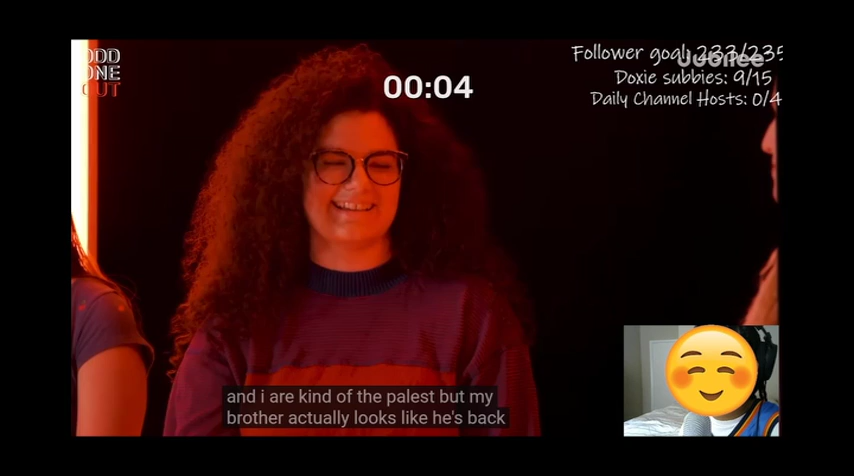 ODD
ONE
OUT
00:04
Follower goal: 233/235
Jubilee
Doxie subbies: 9/15
Daily Channel Hosts: 0/4
and i are kind of the palest but my
brother actually looks like he's back